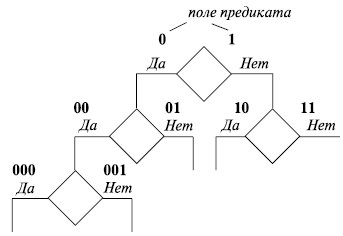 поле предиката
0 1
Да Нет
00 01 10 11
Да Нет Да Нет
000 001
Да Нет